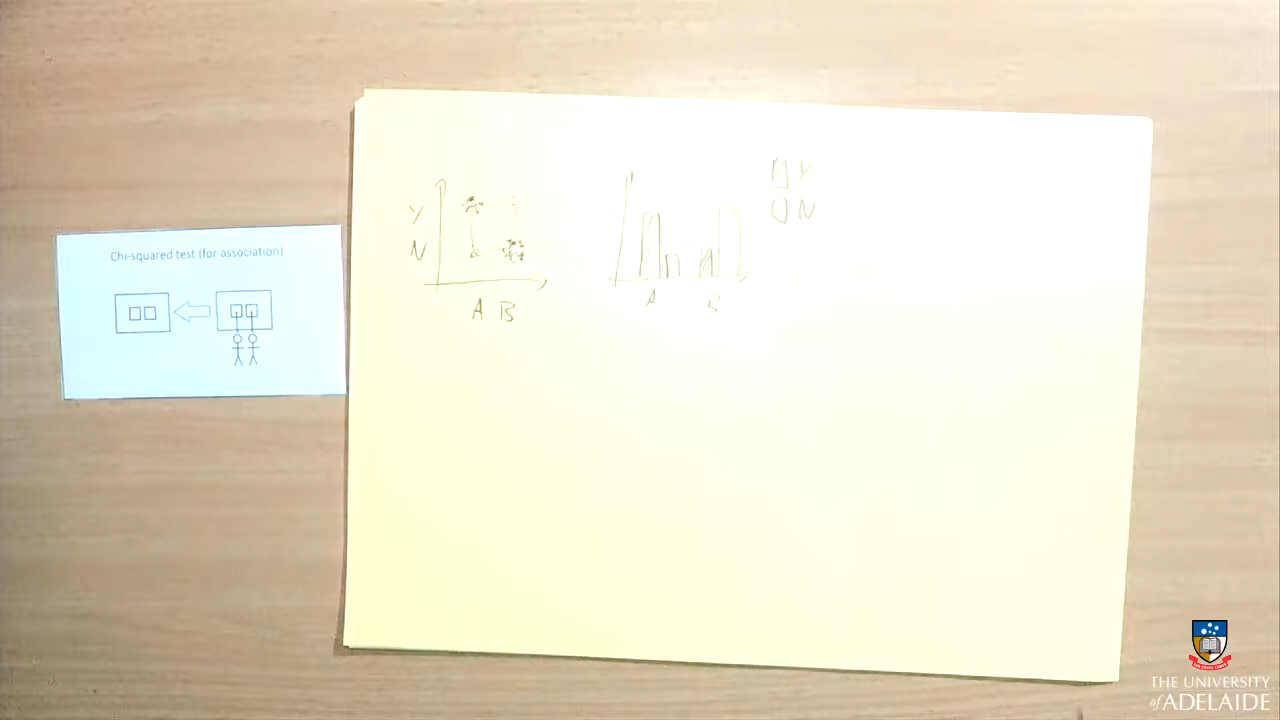 Chi-squared test (for association)
Y
N
A B
A
B
Y
N
THE UNIVERSITY
of ADELAIDE